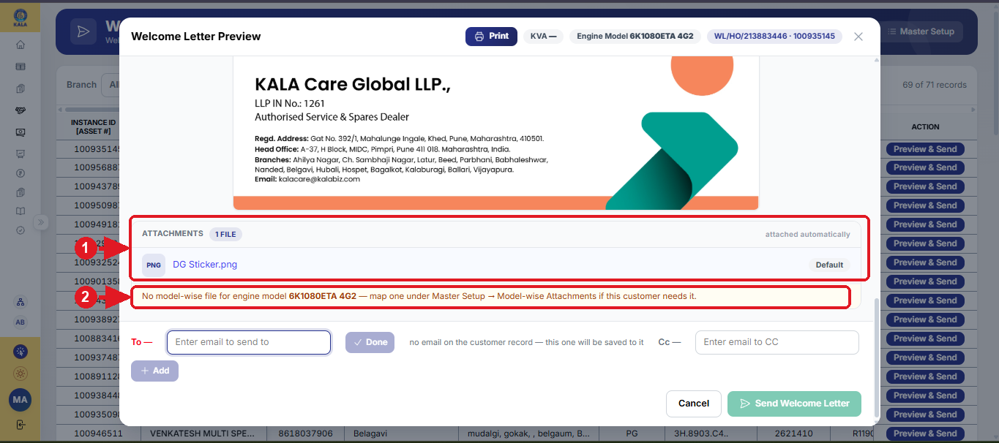 KALA
W
Wel
Master Setup
Welcome Letter Preview
Print
KVA —
Engine Model 6K1080ETA 4G2
WL/HO/213883446 · 100935145
Branch
All
69 of 71 records
KALA Care Global LLP.,
LLP IN No.: 1261
Authorised Service & Spares Dealer
Regd. Address: Gat No. 392/1, Mahalunge Ingale, Khed, Pune, Maharashtra, 410501.
Head Office: A-37, H Block, MIDC, Pimpri, Pune 411 018. Maharashtra, India.
Branches: Ahilya Nagar, Ch. Sambhaji Nagar, Latur, Beed, Parbhani, Babhaleshwar,
Nanded, Belgavi, Hubali, Hospet, Bagalkot, Kalaburagi, Ballari, Vijayapura.
Email: kalacare@kalabiz.com
INSTANCE ID
[ASSET #]
ACTION
10093514
Preview & Send
10095688
Preview & Send
10094378
Preview & Send
10095098
Preview & Send
10094918
Preview & Send
Preview & Send
10093252
Preview & Send
10090135
Preview & Send
Preview & Send
10093892
Preview & Send
10088341
Preview & Send
10093748
Preview & Send
10089112
Preview & Send
10093844
Preview & Send
10093509
Preview & Send
ATTACHMENTS
1 FILE
attached automatically
1
PNG
DG Sticker.png
Default
2
No model-wise file for engine model 6K1080ETA 4G2 — map one under Master Setup → Model-wise Attachments if this customer needs it.
AB
To —
Enter email to send to
Done
no email on the customer record — this one will be saved to it
Cc —
Enter email to CC
+ Add
MA
Cancel
Send Welcome Letter
100946511
VENKATESH MULTI SPE...
8618037906
Belagavi
mudalgi, gokak, , belgaum, B...
PG
3H.8903.C4..
2621410
R1190
Preview & Send